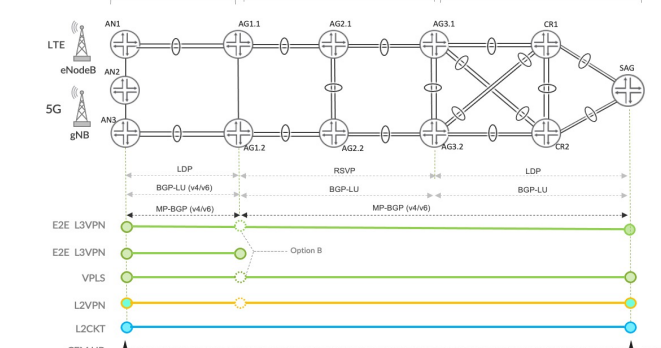 AN1 AG1.1 AG2.1 AG3.1 CR1
LTE
eNodeB
SAG
AN2
5G
gNB
AN3
AG1.2 AG2.2 AG3.2 CR2
LDP RSVP LDP
BGP-LU (v4/v6) BGP-LU BGP-LU
MP-BGP (v4/v6) MP-BGP (v4/v6)
E2E L3VPN
E2E L3VPN Option B
VPLS
L2VPN
L2CKT